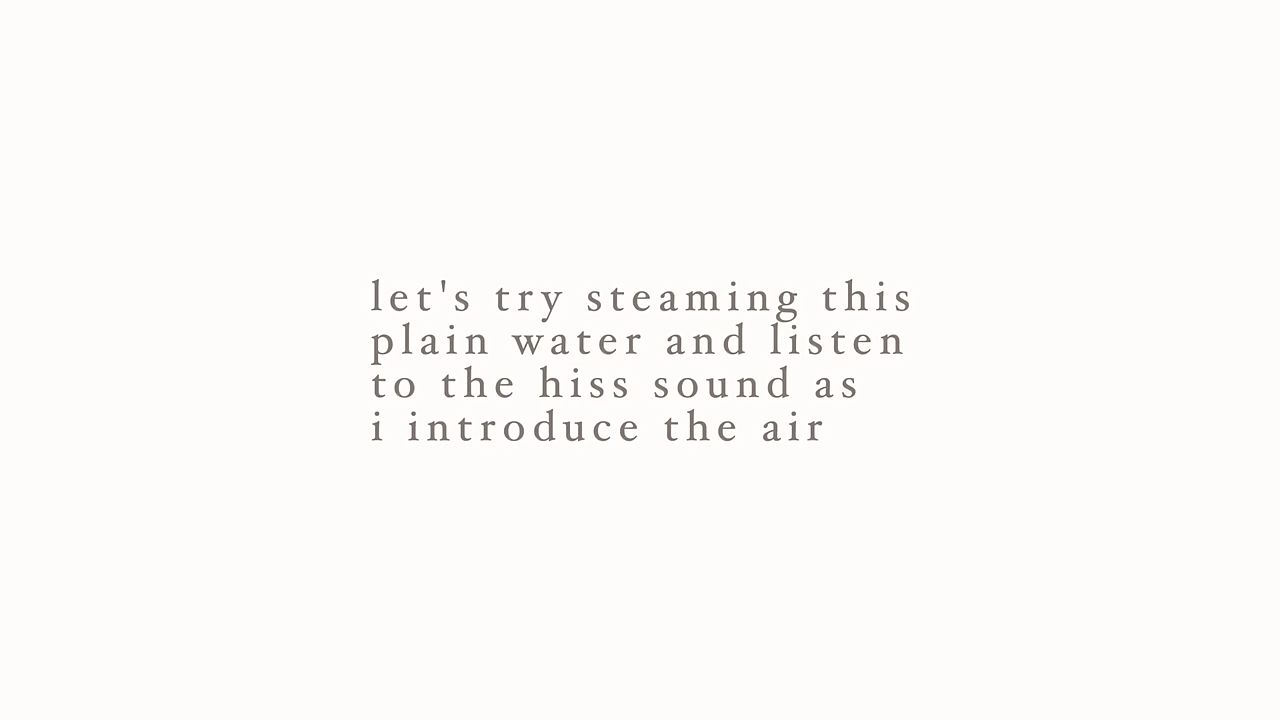 let's try steaming this
plain water and listen
to the hiss sound as
i introduce the air